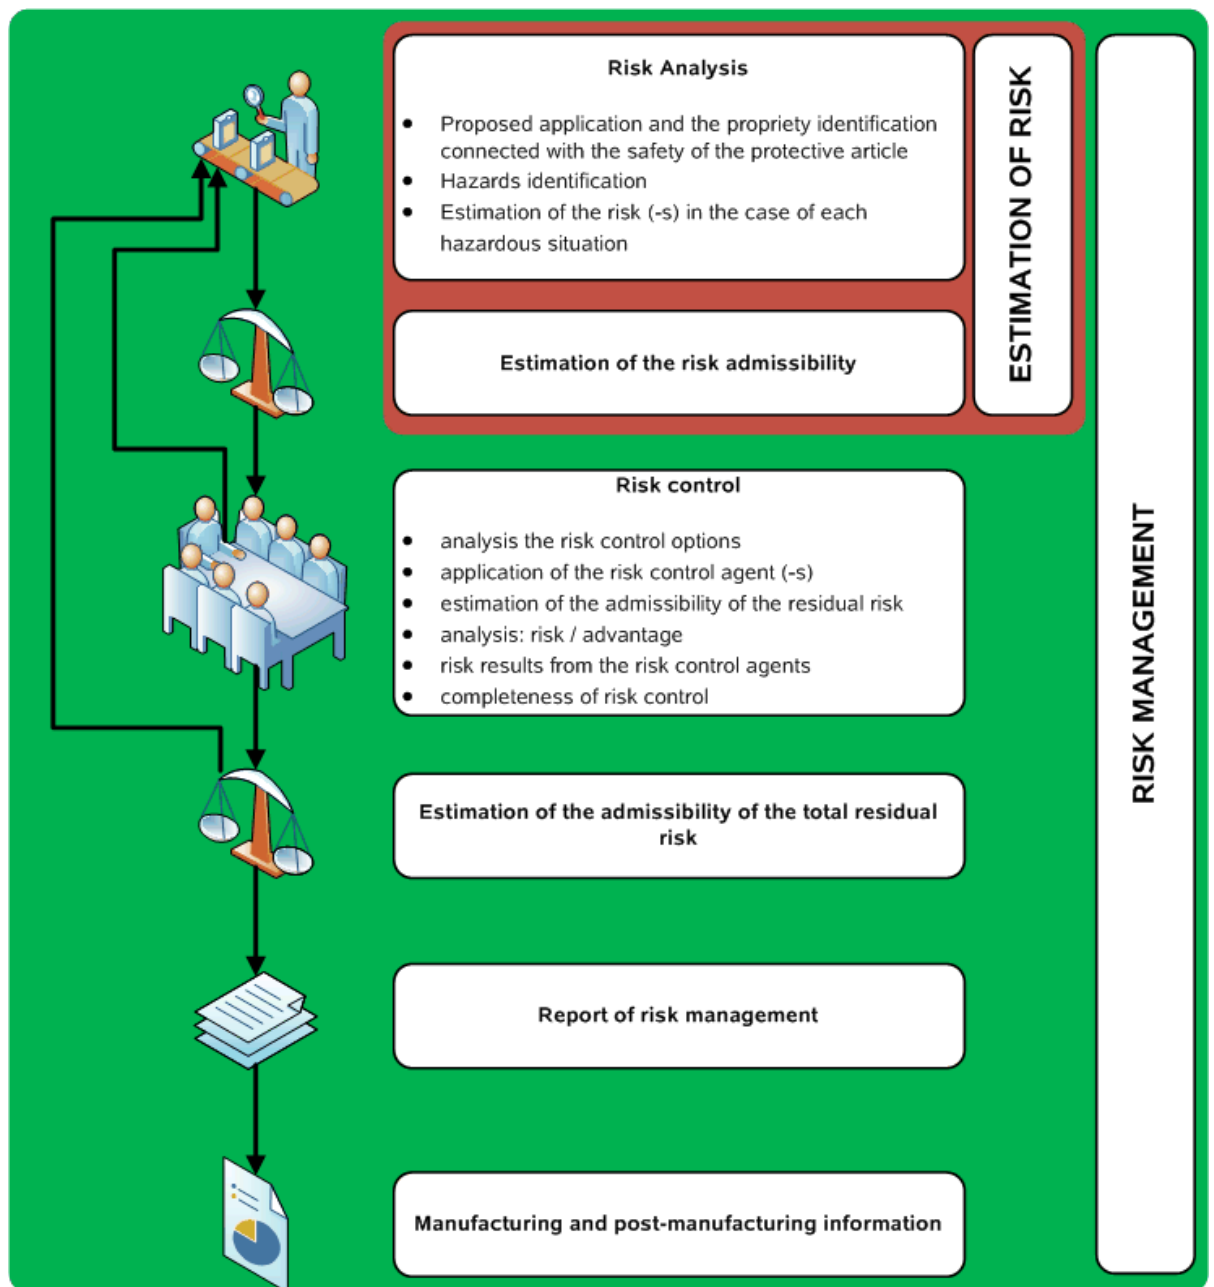 Risk Analysis
• Proposed application and the propriety identification
connected with the safety of the protective article
• Hazards identification
• Estimation of the risk (-s) in the case of each
hazardous situation
ESTIMATION OF RISK
Estimation of the risk admissibility
RISK MANAGEMENT
Risk control
• analysis the risk control options
• application of the risk control agent (-s)
• estimation of the admissibility of the residual risk
• analysis: risk / advantage
• risk results from the risk control agents
• completeness of risk control
Estimation of the admissibility of the total residual
risk
Report of risk management
Manufacturing and post-manufacturing information